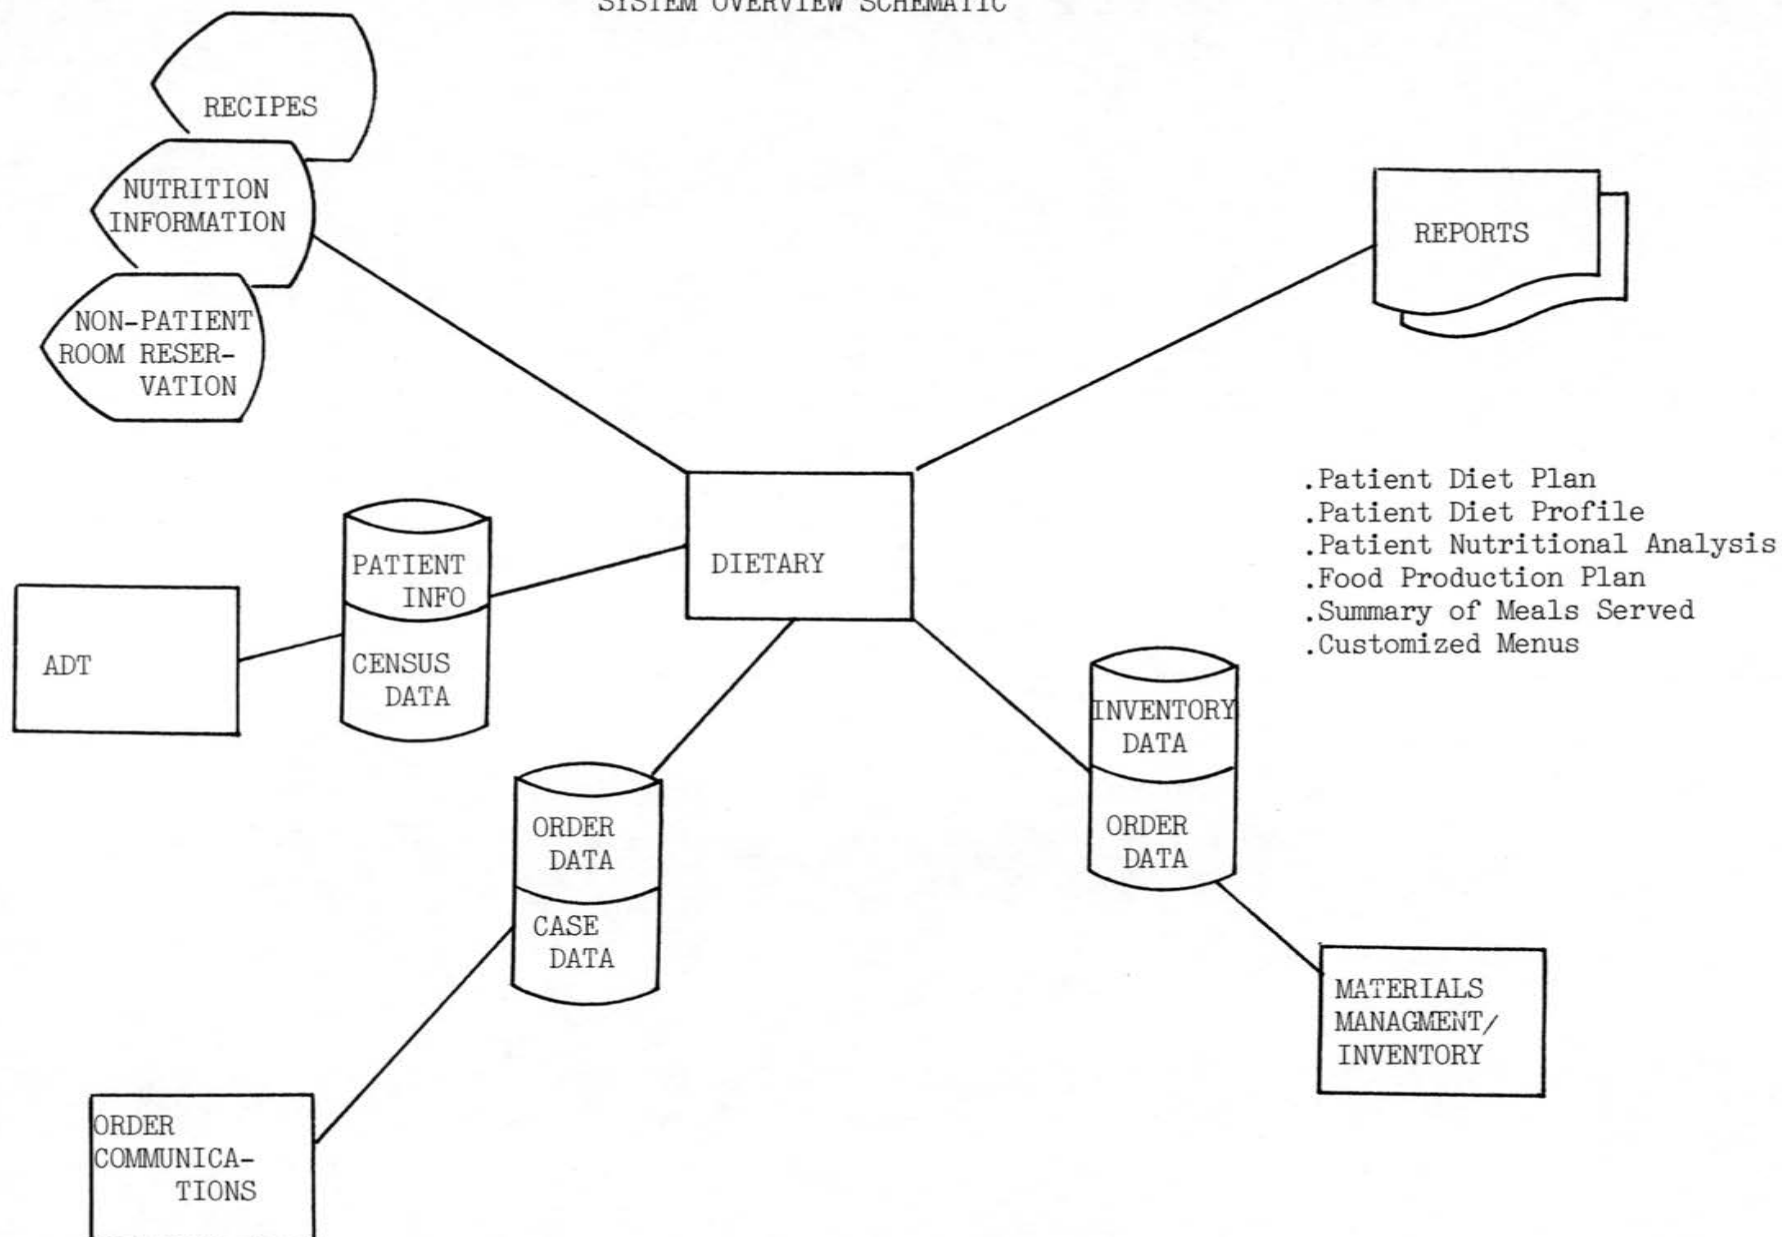 SYSTEM OVERVIEW SCHEMATIC
RECIPES
NUTRITION
INFORMATION
NON-PATIENT
ROOM RESER-
VATION
REPORTS
.Patient Diet Plan
.Patient Diet Profile
.Patient Nutritional Analysis
.Food Production Plan
.Summary of Meals Served
.Customized Menus
DIETARY
PATIENT
INFO
CENSUS
DATA
ADT
ORDER
DATA
CASE
DATA
INVENTORY
DATA
ORDER
DATA
MATERIALS
MANAGMENT/
INVENTORY
ORDER
COMMUNICA-
TIONS